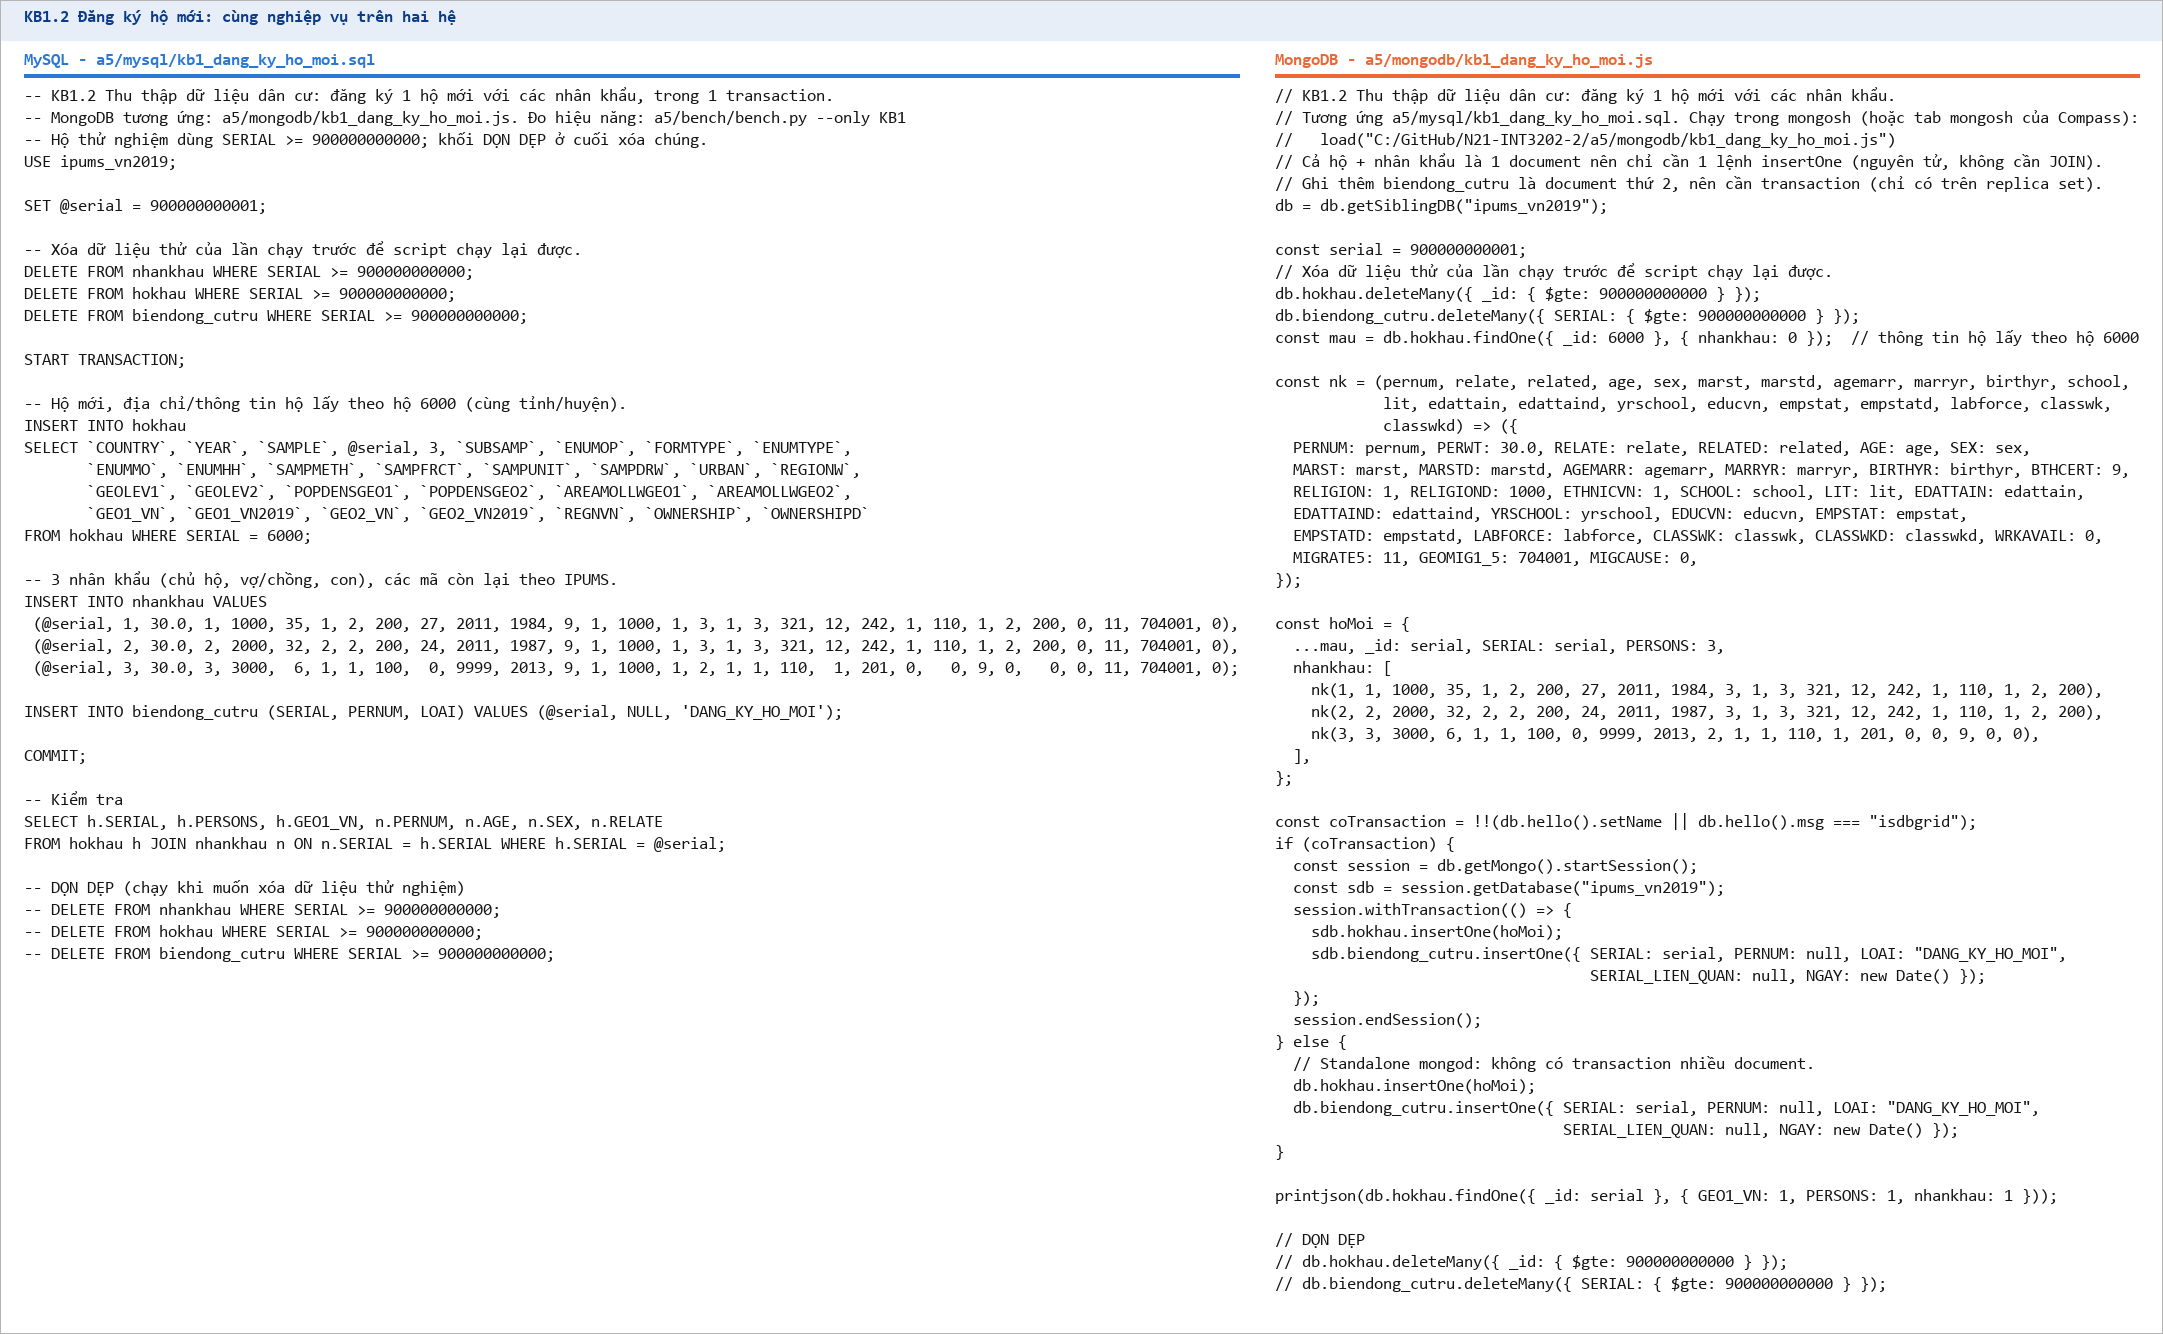 KB1.2 Đăng ký hộ mới: cùng nghiệp vụ trên hai hệ
MySQL - a5/mysql/kb1_dang_ky_ho_moi.sql
-- KB1.2 Thu thập dữ liệu dân cư: đăng ký 1 hộ mới với các nhân khẩu, trong 1 transaction.
-- MongoDB tương ứng: a5/mongodb/kb1_dang_ky_ho_moi.js. Đo hiệu năng: a5/bench/bench.py --only KB1
-- Hộ thử nghiệm dùng SERIAL >= 900000000000; khối DỌN DẸP ở cuối xóa chúng.
USE ipums_vn2019;
SET @serial = 900000000001;
-- Xóa dữ liệu thử của lần chạy trước để script chạy lại được.
DELETE FROM nhankhau WHERE SERIAL >= 900000000000;
DELETE FROM hokhau WHERE SERIAL >= 900000000000;
DELETE FROM biendong_cutru WHERE SERIAL >= 900000000000;
START TRANSACTION;
-- Hộ mới, địa chỉ/thông tin hộ lấy theo hộ 6000 (cùng tỉnh/huyện).
INSERT INTO hokhau
SELECT `COUNTRY`, `YEAR`, `SAMPLE`, @serial, 3, `SUBSAMP`, `ENUMOP`, `FORMTYPE`, `ENUMTYPE`,
       `ENUMMO`, `ENUMHH`, `SAMPMETH`, `SAMPFRCT`, `SAMPUNIT`, `SAMPDRW`, `URBAN`, `REGIONW`,
       `GEOLEV1`, `GEOLEV2`, `POPDENSGEO1`, `POPDENSGEO2`, `AREAMOLLWGEO1`, `AREAMOLLWGEO2`,
       `GEO1_VN`, `GEO1_VN2019`, `GEO2_VN`, `GEO2_VN2019`, `REGNVN`, `OWNERSHIP`, `OWNERSHIPD`
FROM hokhau WHERE SERIAL = 6000;
-- 3 nhân khẩu (chủ hộ, vợ/chồng, con), các mã còn lại theo IPUMS.
INSERT INTO nhankhau VALUES
 (@serial, 1, 30.0, 1, 1000, 35, 1, 2, 200, 27, 2011, 1984, 9, 1, 1000, 1, 3, 1, 3, 321, 12, 242, 1, 110, 1, 2, 200, 0, 11, 704001, 0),
 (@serial, 2, 30.0, 2, 2000, 32, 2, 2, 200, 24, 2011, 1987, 9, 1, 1000, 1, 3, 1, 3, 321, 12, 242, 1, 110, 1, 2, 200, 0, 11, 704001, 0),
 (@serial, 3, 30.0, 3, 3000,  6, 1, 1, 100,  0, 9999, 2013, 9, 1, 1000, 1, 2, 1, 1, 110,  1, 201, 0,   0, 9, 0,   0, 0, 11, 704001, 0);
INSERT INTO biendong_cutru (SERIAL, PERNUM, LOAI) VALUES (@serial, NULL, 'DANG_KY_HO_MOI');
COMMIT;
-- Kiểm tra
SELECT h.SERIAL, h.PERSONS, h.GEO1_VN, n.PERNUM, n.AGE, n.SEX, n.RELATE
FROM hokhau h JOIN nhankhau n ON n.SERIAL = h.SERIAL WHERE h.SERIAL = @serial;
-- DỌN DẸP (chạy khi muốn xóa dữ liệu thử nghiệm)
-- DELETE FROM nhankhau WHERE SERIAL >= 900000000000;
-- DELETE FROM hokhau WHERE SERIAL >= 900000000000;
-- DELETE FROM biendong_cutru WHERE SERIAL >= 900000000000;
MongoDB - a5/mongodb/kb1_dang_ky_ho_moi.js
// KB1.2 Thu thập dữ liệu dân cư: đăng ký 1 hộ mới với các nhân khẩu.
// Tương ứng a5/mysql/kb1_dang_ky_ho_moi.sql. Chạy trong mongosh (hoặc tab mongosh của Compass):
//   load("C:/GitHub/N21-INT3202-2/a5/mongodb/kb1_dang_ky_ho_moi.js")
// Cả hộ + nhân khẩu là 1 document nên chỉ cần 1 lệnh insertOne (nguyên tử, không cần JOIN).
// Ghi thêm biendong_cutru là document thứ 2, nên cần transaction (chỉ có trên replica set).
db = db.getSiblingDB("ipums_vn2019");
const serial = 900000000001;
// Xóa dữ liệu thử của lần chạy trước để script chạy lại được.
db.hokhau.deleteMany({ _id: { $gte: 900000000000 } });
db.biendong_cutru.deleteMany({ SERIAL: { $gte: 900000000000 } });
const mau = db.hokhau.findOne({ _id: 6000 }, { nhankhau: 0 });  // thông tin hộ lấy theo hộ 6000
const nk = (pernum, relate, related, age, sex, marst, marstd, agemarr, marryr, birthyr, school,
            lit, edattain, edattaind, yrschool, educvn, empstat, empstatd, labforce, classwk,
            classwkd) => ({
  PERNUM: pernum, PERWT: 30.0, RELATE: relate, RELATED: related, AGE: age, SEX: sex,
  MARST: marst, MARSTD: marstd, AGEMARR: agemarr, MARRYR: marryr, BIRTHYR: birthyr, BTHCERT: 9,
  RELIGION: 1, RELIGIOND: 1000, ETHNICVN: 1, SCHOOL: school, LIT: lit, EDATTAIN: edattain,
  EDATTAIND: edattaind, YRSCHOOL: yrschool, EDUCVN: educvn, EMPSTAT: empstat,
  EMPSTATD: empstatd, LABFORCE: labforce, CLASSWK: classwk, CLASSWKD: classwkd, WRKAVAIL: 0,
  MIGRATE5: 11, GEOMIG1_5: 704001, MIGCAUSE: 0,
});
const hoMoi = {
  ...mau, _id: serial, SERIAL: serial, PERSONS: 3,
  nhankhau: [
    nk(1, 1, 1000, 35, 1, 2, 200, 27, 2011, 1984, 3, 1, 3, 321, 12, 242, 1, 110, 1, 2, 200),
    nk(2, 2, 2000, 32, 2, 2, 200, 24, 2011, 1987, 3, 1, 3, 321, 12, 242, 1, 110, 1, 2, 200),
    nk(3, 3, 3000, 6, 1, 1, 100, 0, 9999, 2013, 2, 1, 1, 110, 1, 201, 0, 0, 9, 0, 0),
  ],
};
const coTransaction = !!(db.hello().setName || db.hello().msg === "isdbgrid");
if (coTransaction) {
  const session = db.getMongo().startSession();
  const sdb = session.getDatabase("ipums_vn2019");
  session.withTransaction(() => {
    sdb.hokhau.insertOne(hoMoi);
    sdb.biendong_cutru.insertOne({ SERIAL: serial, PERNUM: null, LOAI: "DANG_KY_HO_MOI",
                                   SERIAL_LIEN_QUAN: null, NGAY: new Date() });
  });
  session.endSession();
} else {
  // Standalone mongod: không có transaction nhiều document.
  db.hokhau.insertOne(hoMoi);
  db.biendong_cutru.insertOne({ SERIAL: serial, PERNUM: null, LOAI: "DANG_KY_HO_MOI",
                                SERIAL_LIEN_QUAN: null, NGAY: new Date() });
}
printjson(db.hokhau.findOne({ _id: serial }, { GEO1_VN: 1, PERSONS: 1, nhankhau: 1 }));
// DỌN DẸP
// db.hokhau.deleteMany({ _id: { $gte: 900000000000 } });
// db.biendong_cutru.deleteMany({ SERIAL: { $gte: 900000000000 } });